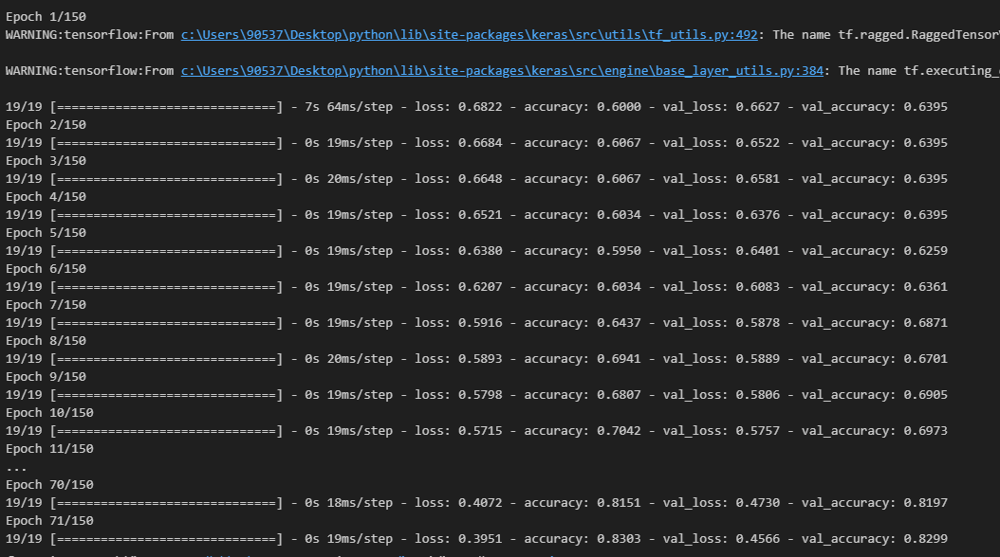 Epoch 1/150
WARNING:tensorflow:From c:\Users\90537\Desktop\python\lib\site-packages\keras\src\utils\tf_utils.py:492: The name tf.ragged.RaggedTensor
WARNING:tensorflow:From c:\Users\90537\Desktop\python\lib\site-packages\keras\src\engine\base_layer_utils.py:384: The name tf.executing_
19/19 [==============================] - 7s 64ms/step - loss: 0.6822 - accuracy: 0.6000 - val_loss: 0.6627 - val_accuracy: 0.6395
Epoch 2/150
19/19 [==============================] - 0s 19ms/step - loss: 0.6684 - accuracy: 0.6067 - val_loss: 0.6522 - val_accuracy: 0.6395
Epoch 3/150
19/19 [==============================] - 0s 20ms/step - loss: 0.6648 - accuracy: 0.6067 - val_loss: 0.6581 - val_accuracy: 0.6395
Epoch 4/150
19/19 [==============================] - 0s 19ms/step - loss: 0.6521 - accuracy: 0.6034 - val_loss: 0.6376 - val_accuracy: 0.6395
Epoch 5/150
19/19 [==============================] - 0s 19ms/step - loss: 0.6380 - accuracy: 0.5950 - val_loss: 0.6401 - val_accuracy: 0.6259
Epoch 6/150
19/19 [==============================] - 0s 19ms/step - loss: 0.6207 - accuracy: 0.6034 - val_loss: 0.6083 - val_accuracy: 0.6361
Epoch 7/150
19/19 [==============================] - 0s 19ms/step - loss: 0.5916 - accuracy: 0.6437 - val_loss: 0.5878 - val_accuracy: 0.6871
Epoch 8/150
19/19 [==============================] - 0s 20ms/step - loss: 0.5893 - accuracy: 0.6941 - val_loss: 0.5889 - val_accuracy: 0.6701
Epoch 9/150
19/19 [==============================] - 0s 19ms/step - loss: 0.5798 - accuracy: 0.6807 - val_loss: 0.5806 - val_accuracy: 0.6905
Epoch 10/150
19/19 [==============================] - 0s 19ms/step - loss: 0.5715 - accuracy: 0.7042 - val_loss: 0.5757 - val_accuracy: 0.6973
Epoch 11/150
...
Epoch 70/150
19/19 [==============================] - 0s 18ms/step - loss: 0.4072 - accuracy: 0.8151 - val_loss: 0.4730 - val_accuracy: 0.8197
Epoch 71/150
19/19 [==============================] - 0s 19ms/step - loss: 0.3951 - accuracy: 0.8303 - val_loss: 0.4566 - val_accuracy: 0.8299